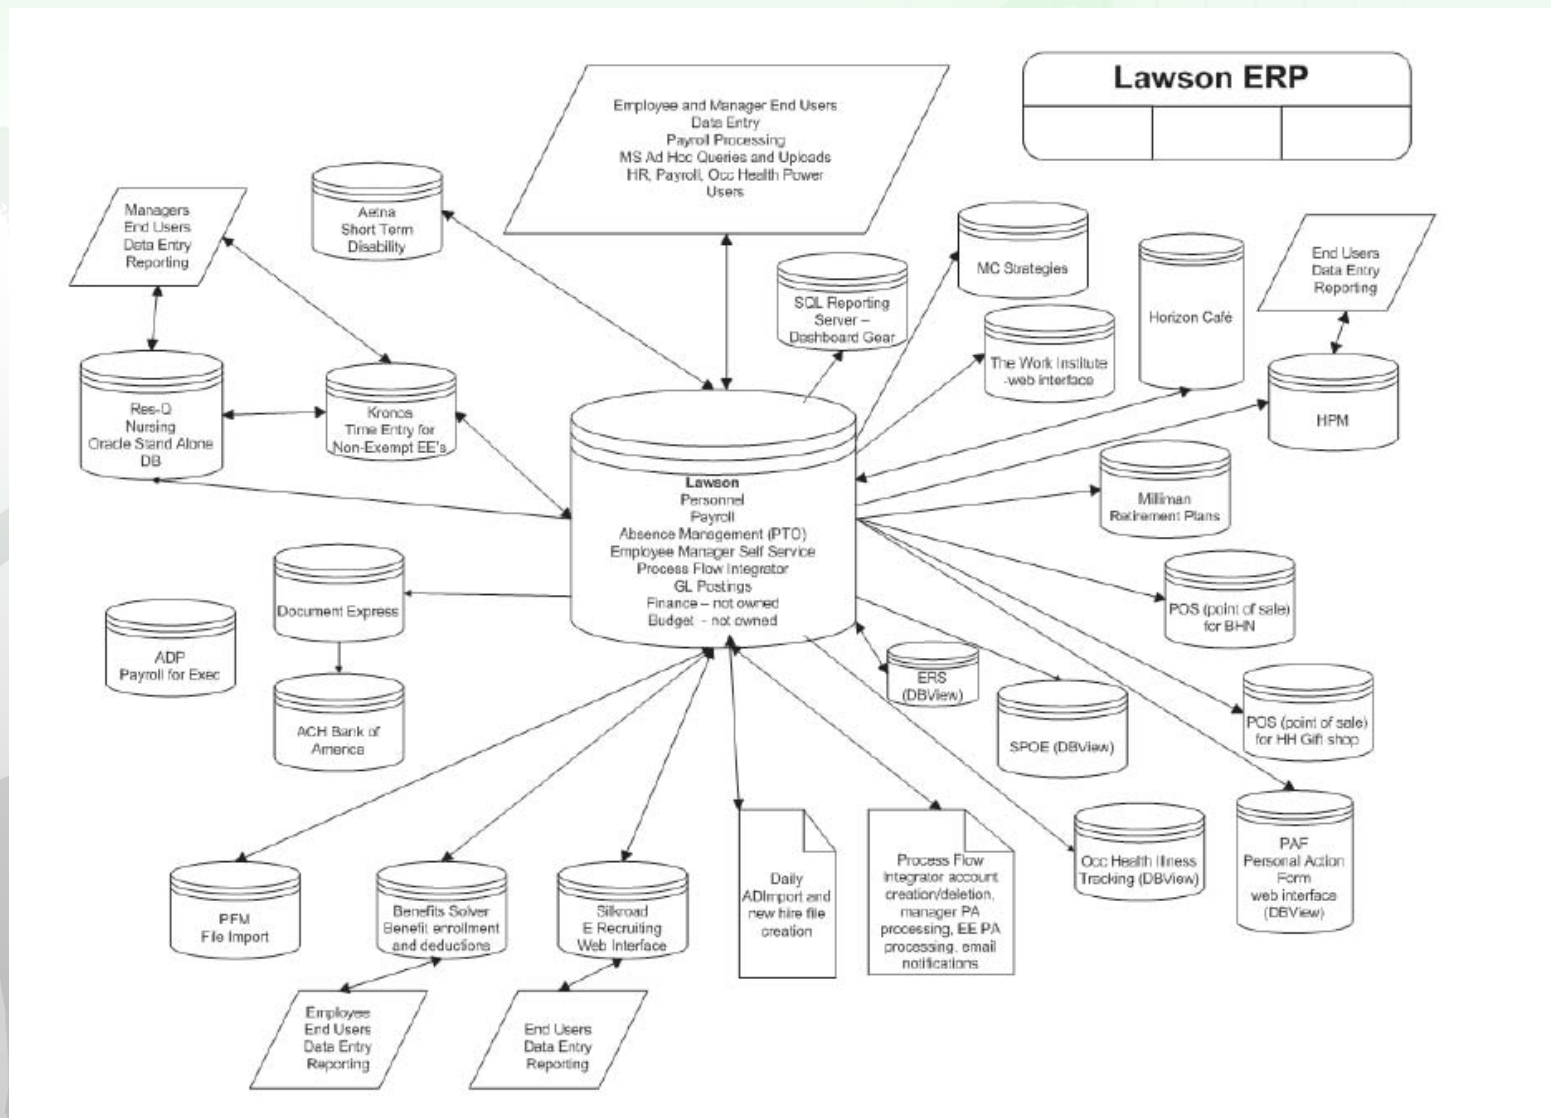 Lawson ERP
Employee and Manager End Users
Data Entry
Payroll Processing
MS Ad Hoc Queries and Uploads
HR, Payroll, Occ Health Power
Users
Managers
End Users
Data Entry
Reporting
Aetna
Short Term
Disability
SQL Reporting
Server –
Dashboard Gear
MC Strategies
The Work Institute
-web interface
Horizon Café
End Users
Data Entry
Reporting
HPM
Res-Q
Nursing
Oracle Stand Alone
DB
Kronos
Time Entry for
Non-Exempt EE's
Lawson
Personnel
Payroll
Absence Management (PTO)
Employee Manager Self Service
Process Flow Integrator
GL Postings
Finance – not owned
Budget - not owned
Milliman
Retirement Plans
POS (point of sale)
for BHN
POS (point of sale)
for HH Gift shop
Document Express
ADP
Payroll for Exec
ACH Bank of
America
ERS
(DBView)
SPOE (DBView)
PFM
File Import
Benefits Solver
Benefit enrollment
and deductions
Silkroad
E Recruiting
Web Interface
Daily
ADImport and
new hire file
creation
Process Flow
Integrator account
creation/deletion,
manager PA
processing, EE PA
processing, email
notifications
Occ Health Illness
Tracking (DBView)
PAF
Personal Action
Form
web interface
(DBView)
Employee
End Users
Data Entry
Reporting
End Users
Data Entry
Reporting